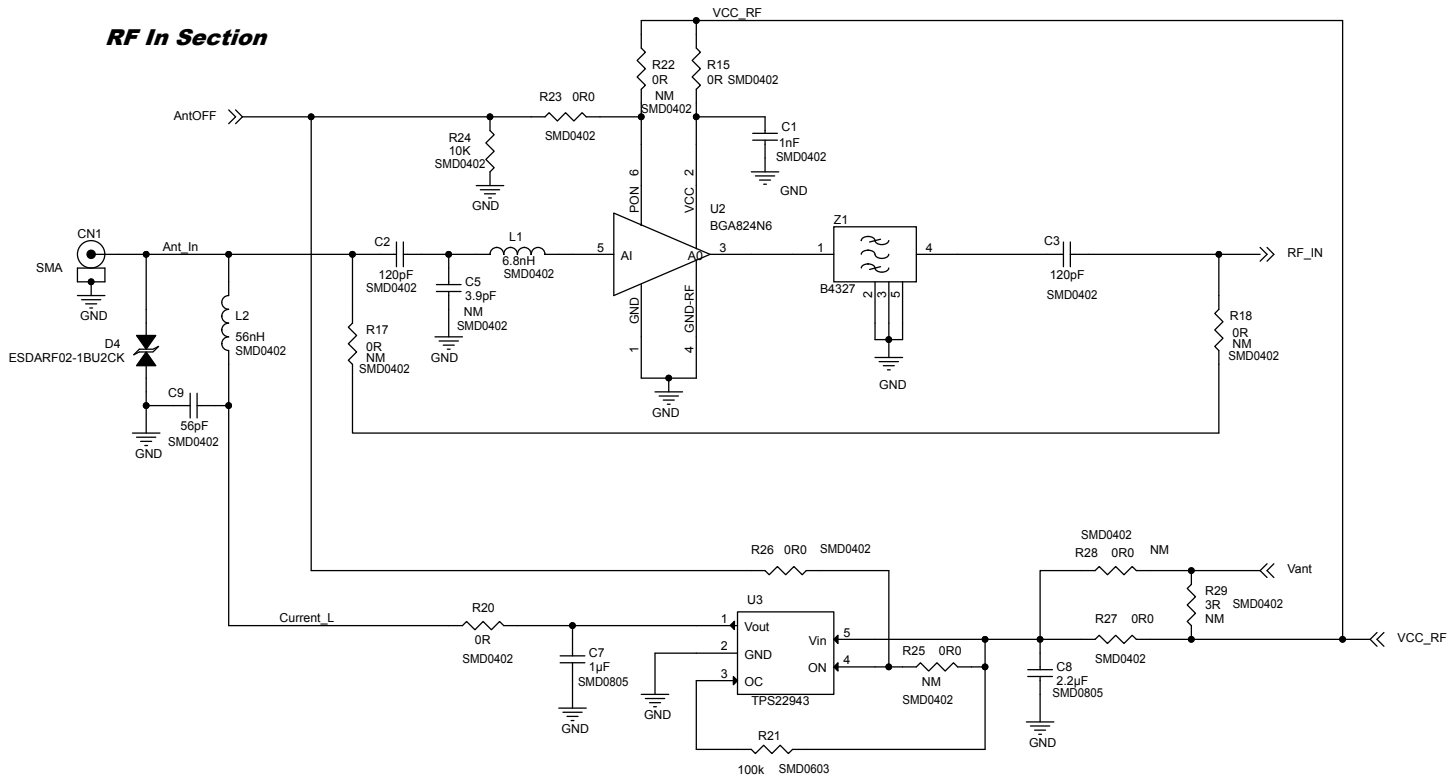 RF In Section
VCC_RF
R22
0R
NM
SMD0402
R15
0R SMD0402
R23 0R0
SMD0402
AntOFF
R24
10K
SMD0402
GND
C1
1nF
SMD0402
GND
6
PON
2
VCC
U2
BGA824N6
CN1
SMA
GND
Ant_In
C2
120pF
SMD0402
L1
6.8nH
SMD0402
5
AI
AO
3
GND
1
GND-RF
4
GND
C5
3.9pF
NM
SMD0402
GND
Z1
1
4
B4327
2
3
5
GND
C3
120pF
SMD0402
RF_IN
R18
0R
NM
SMD0402
L2
56nH
SMD0402
D4
ESDARF02-1BU2CK
R17
0R
NM
SMD0402
C9
56pF
SMD0402
GND
R26 0R0 SMD0402
SMD0402
R28 0R0 NM
Vant
R29
3R SMD0402
NM
R27 0R0
SMD0402
VCC_RF
Current_L
R20
0R
SMD0402
C7
1µF
SMD0805
GND
U3
1
Vout
2
GND
3
OC
Vin
5
ON
4
TPS22943
GND
R25 0R0
NM
SMD0402
C8
2.2µF
SMD0805
GND
R21
100k SMD0603